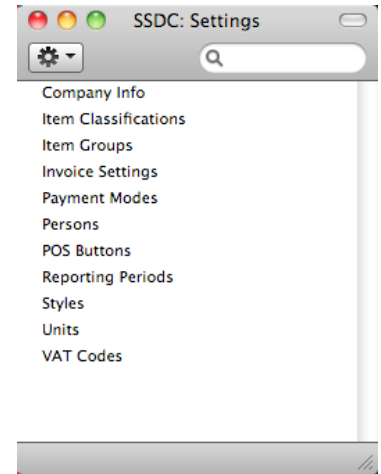 SSDC: Settings
Company Info
Item Classifications
Item Groups
Invoice Settings
Payment Modes
Persons
POS Buttons
Reporting Periods
Styles
Units
VAT Codes